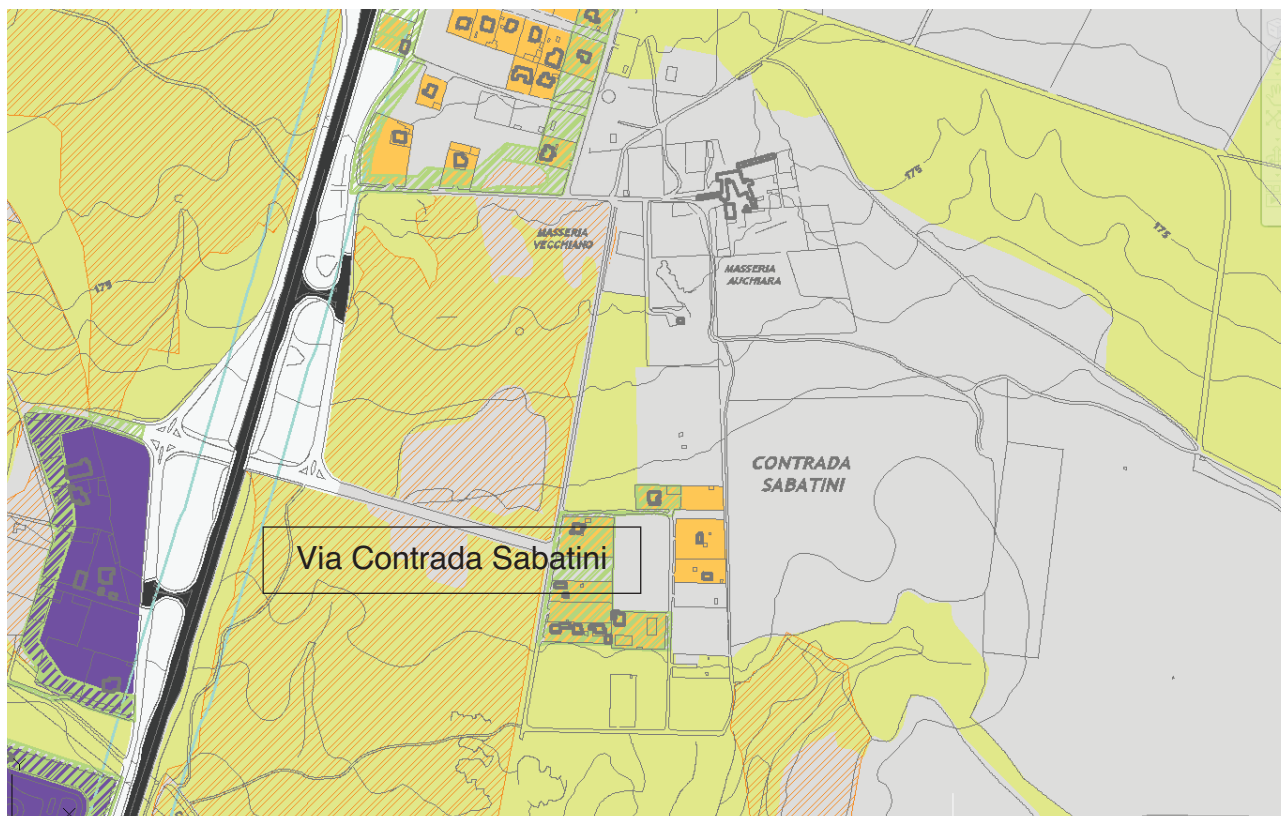 175
175
MASSERIA
VECCHIANO
MASSERIA
AUCHIARA
175
CONTRADA
SABATINI
Via Contrada Sabatini
Y
X